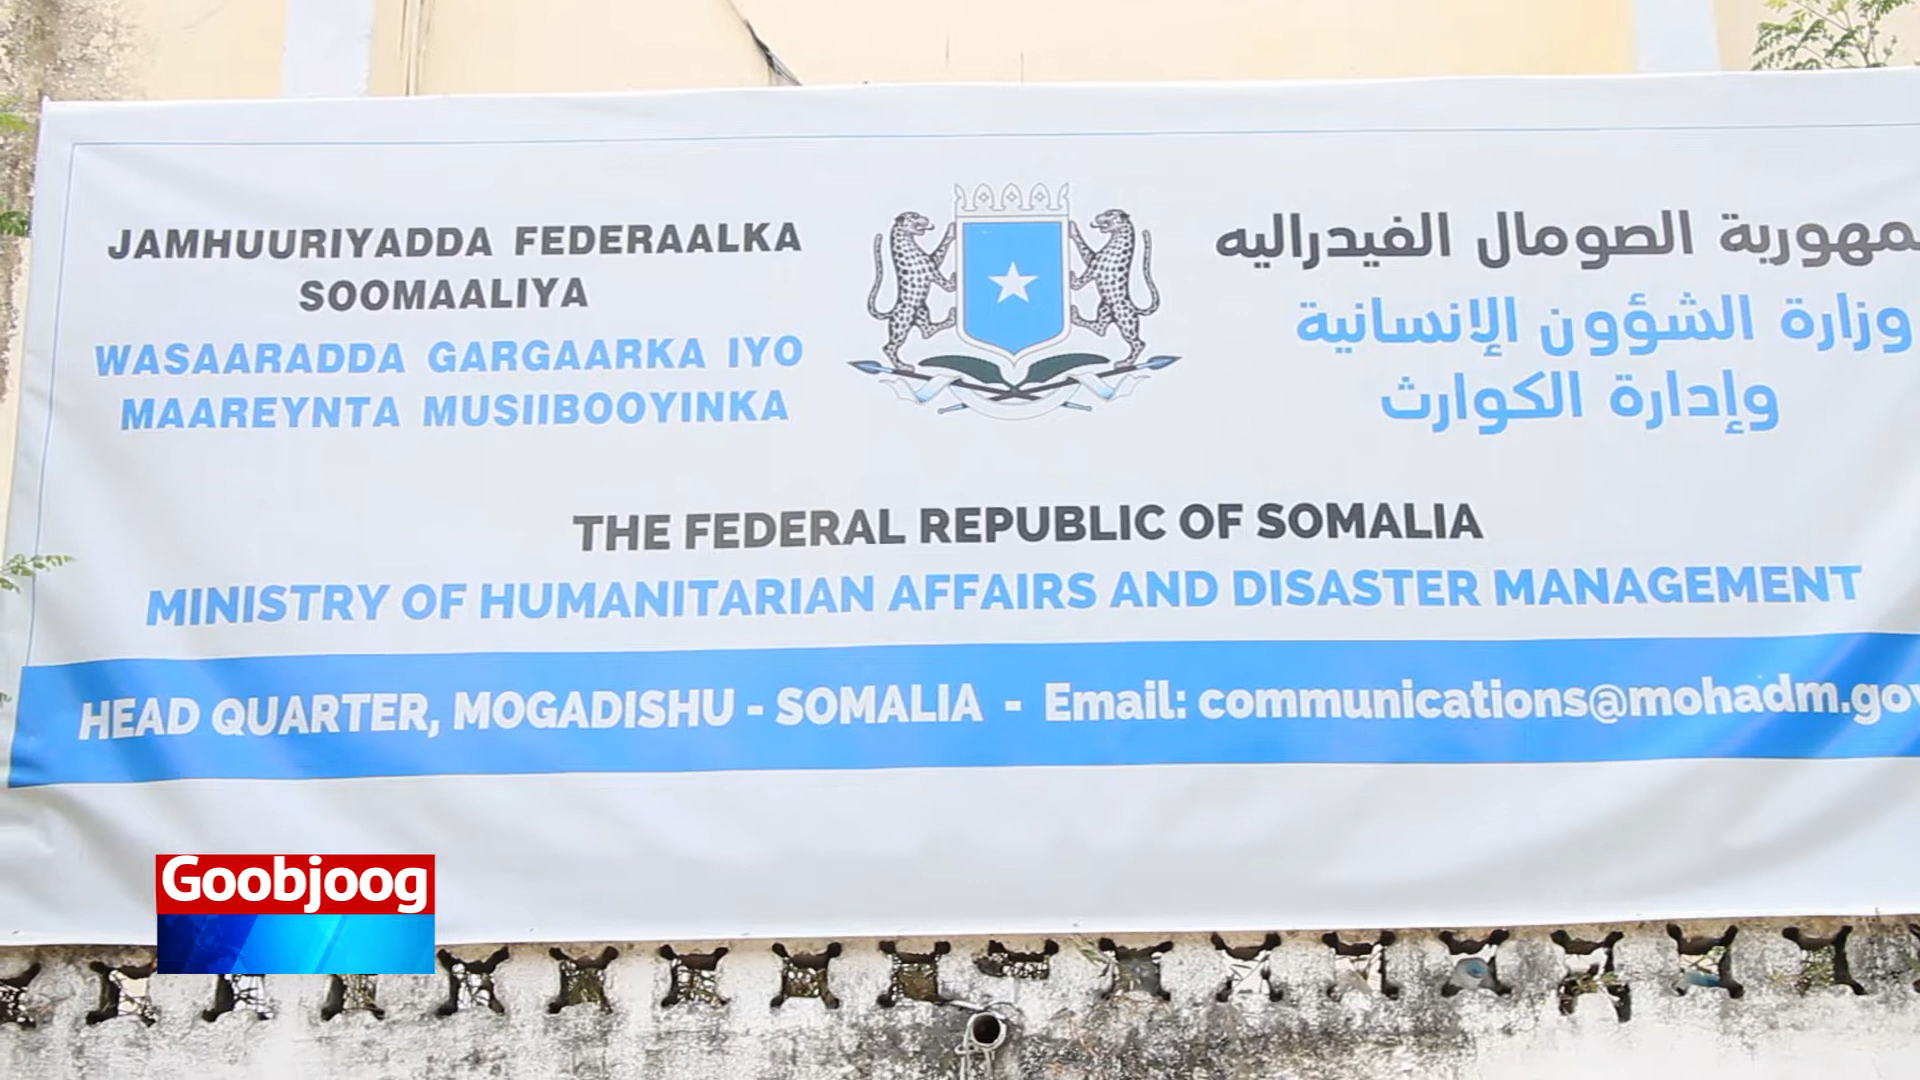 JAMHUURIYADDA FEDERAALKA
SOOMAALIYA
WASAARADDA GARGAARKA IYO
MAAREYNTA MUSIIBOOYINKA
الصومال الفيدراليه
وزارة الشؤون الإنسانية
وإدارة الكوارث
THE FEDERAL REPUBLIC OF SOMALIA
MINISTRY OF HUMANITARIAN AFFAIRS AND DISASTER MANAGEMENT
HEAD QUARTER, MOGADISHU - SOMALIA - Email: communications@mohadm.gov
Goobjoog